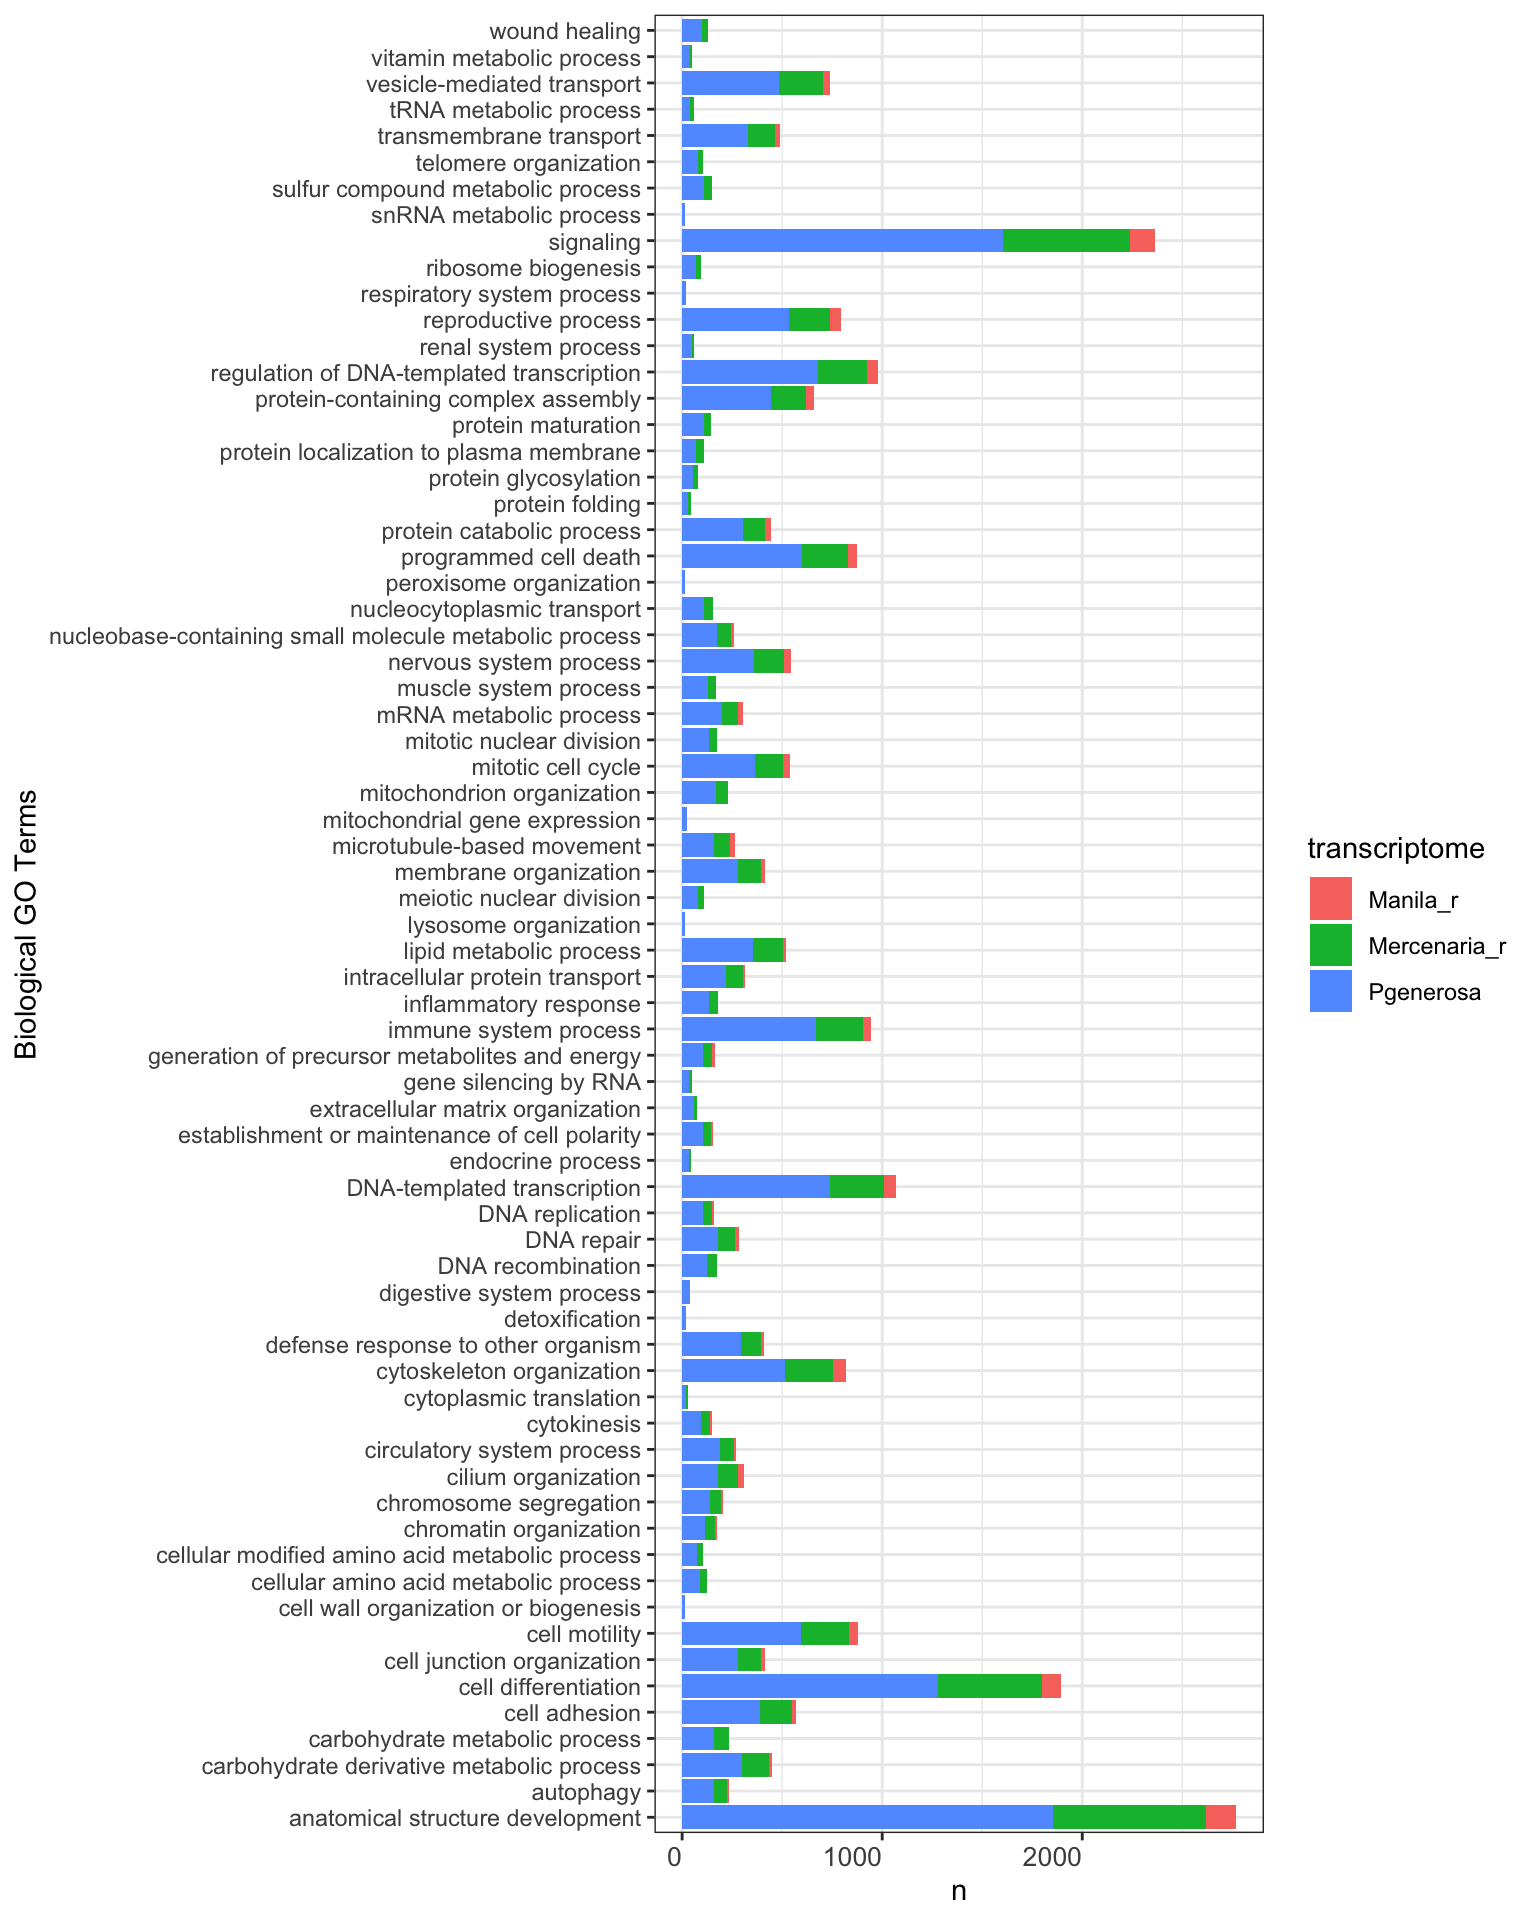 wound healing
vitamin metabolic process
vesicle-mediated transport
tRNA metabolic process
transmembrane transport
telomere organization
sulfur compound metabolic process
snRNA metabolic process
signaling
ribosome biogenesis
respiratory system process
reproductive process
renal system process
regulation of DNA-templated transcription
protein-containing complex assembly
protein maturation
protein localization to plasma membrane
protein glycosylation
protein folding
protein catabolic process
programmed cell death
peroxisome organization
nucleocytoplasmic transport
nucleobase-containing small molecule metabolic process
nervous system process
muscle system process
mRNA metabolic process
mitotic nuclear division
mitotic cell cycle
mitochondrion organization
mitochondrial gene expression
microtubule-based movement
membrane organization
meiotic nuclear division
lysosome organization
lipid metabolic process
intracellular protein transport
inflammatory response
immune system process
generation of precursor metabolites and energy
gene silencing by RNA
extracellular matrix organization
establishment or maintenance of cell polarity
endocrine process
DNA-templated transcription
DNA replication
DNA repair
DNA recombination
digestive system process
detoxification
defense response to other organism
cytoskeleton organization
cytoplasmic translation
cytokinesis
circulatory system process
cilium organization
chromosome segregation
chromatin organization
cellular modified amino acid metabolic process
cellular amino acid metabolic process
cell wall organization or biogenesis
cell motility
cell junction organization
cell differentiation
cell adhesion
carbohydrate metabolic process
carbohydrate derivative metabolic process
autophagy
anatomical structure development
Biological GO Terms
0 1000 2000
n
transcriptome
Manila_r
Mercenaria_r
Pgenerosa